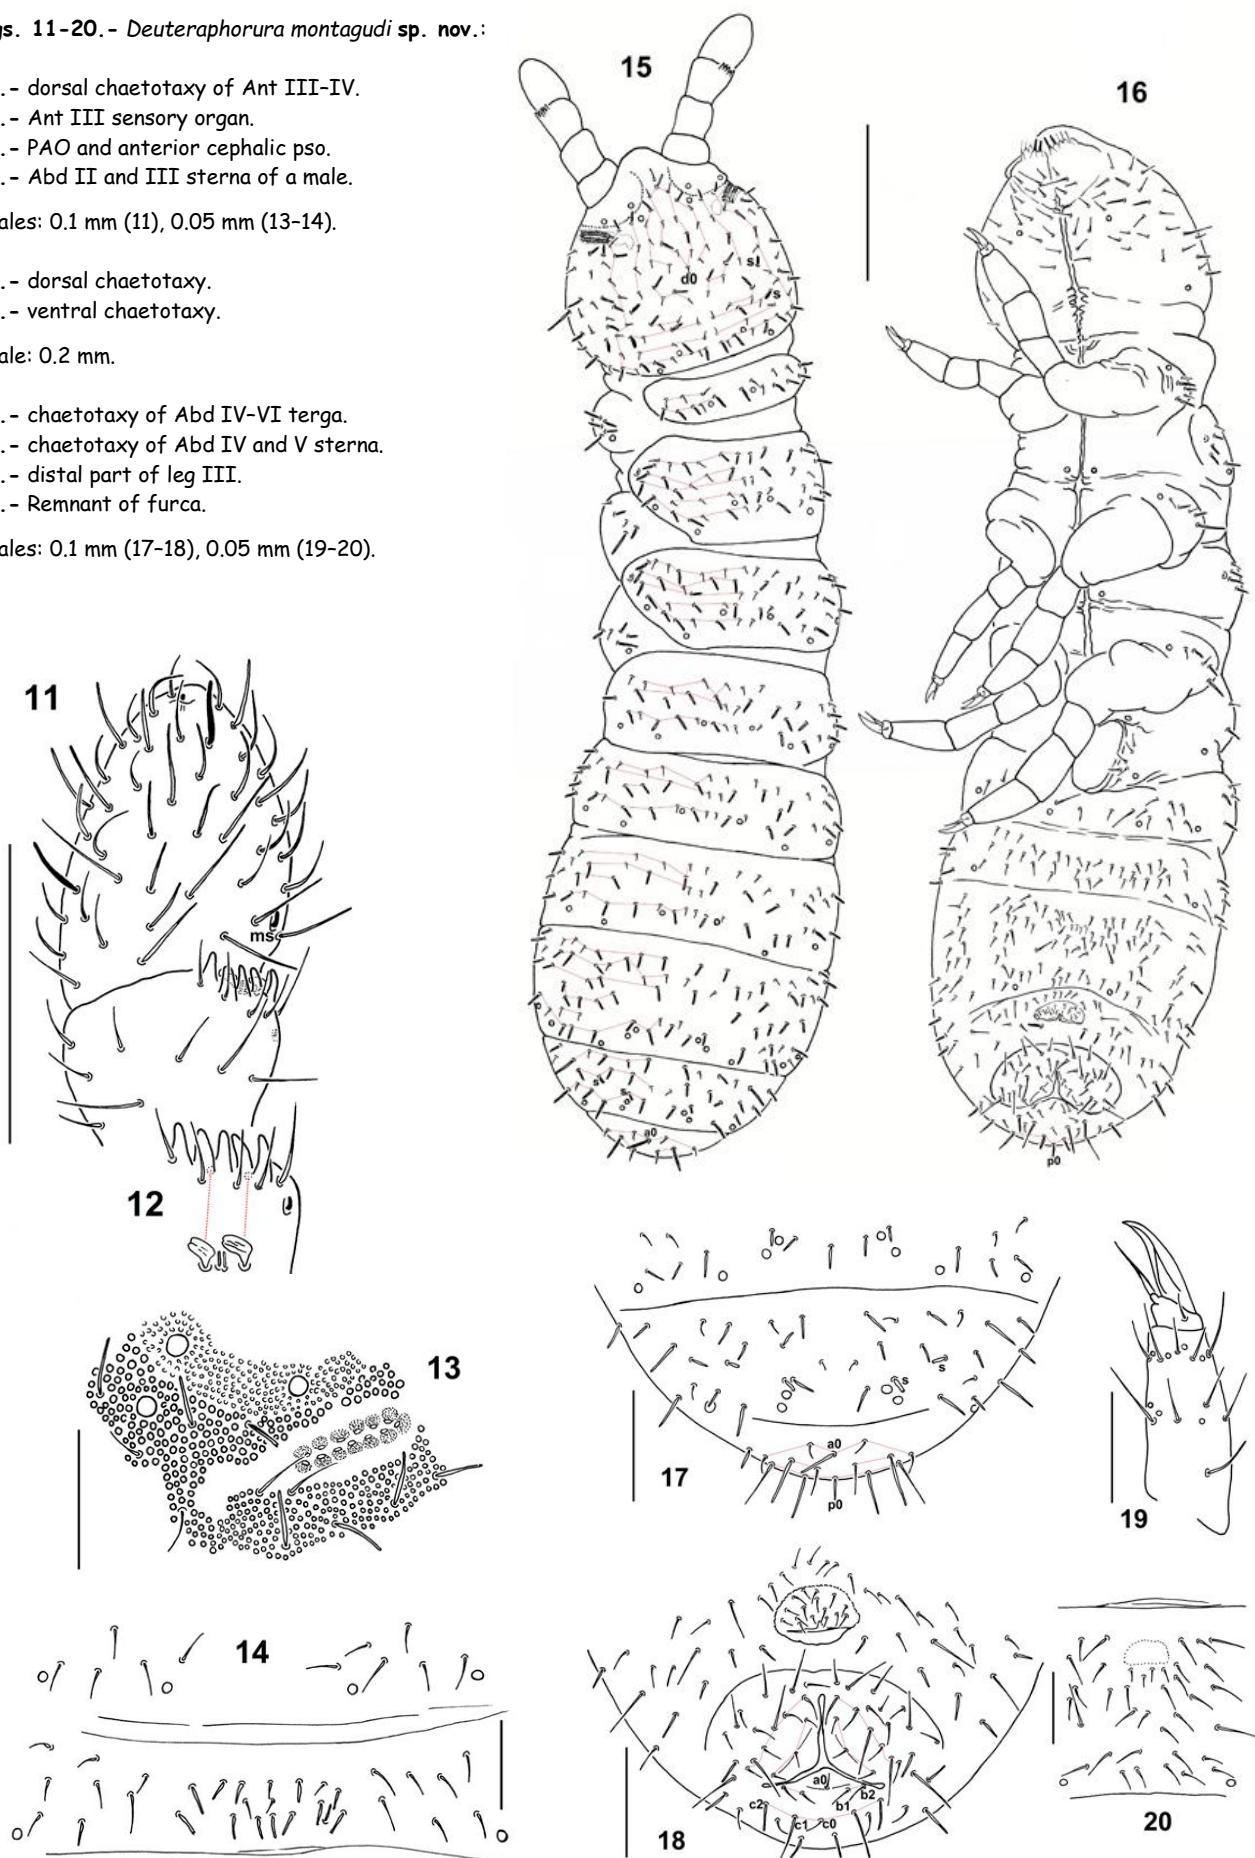 gs. 11-20.- Deuteraphorura montagudi sp. nov.:
.- dorsal chaetotaxy of Ant III–IV.
.- Ant III sensory organ.
.- PAO and anterior cephalic pso.
.- Abd II and III sterna of a male.
ales: 0.1 mm (11), 0.05 mm (13–14).
.- dorsal chaetotaxy.
.- ventral chaetotaxy.
ale: 0.2 mm.
.- chaetotaxy of Abd IV–VI terga.
.- chaetotaxy of Abd IV and V sterna.
.- distal part of leg III.
.- Remnant of furca.
ales: 0.1 mm (17–18), 0.05 mm (19–20).
15
16
d0
s
s
s
s
a0
p0
11
ms
12
13
14
17
s
s
a0
p0
19
18
a0
b2
b1
c2
c1
c0
20